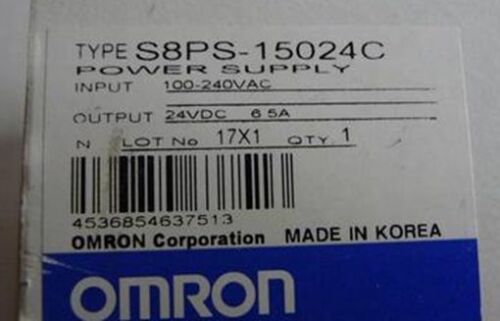 TYPE S8PS-15024C
POWER SUPPLY
INPUT 100-240VAC
OUTPUT 24VDC 6.5A
N LOT No 17X1 QTY. 1
4536854637513
OMRON Corporation MADE IN KOREA
OMRON